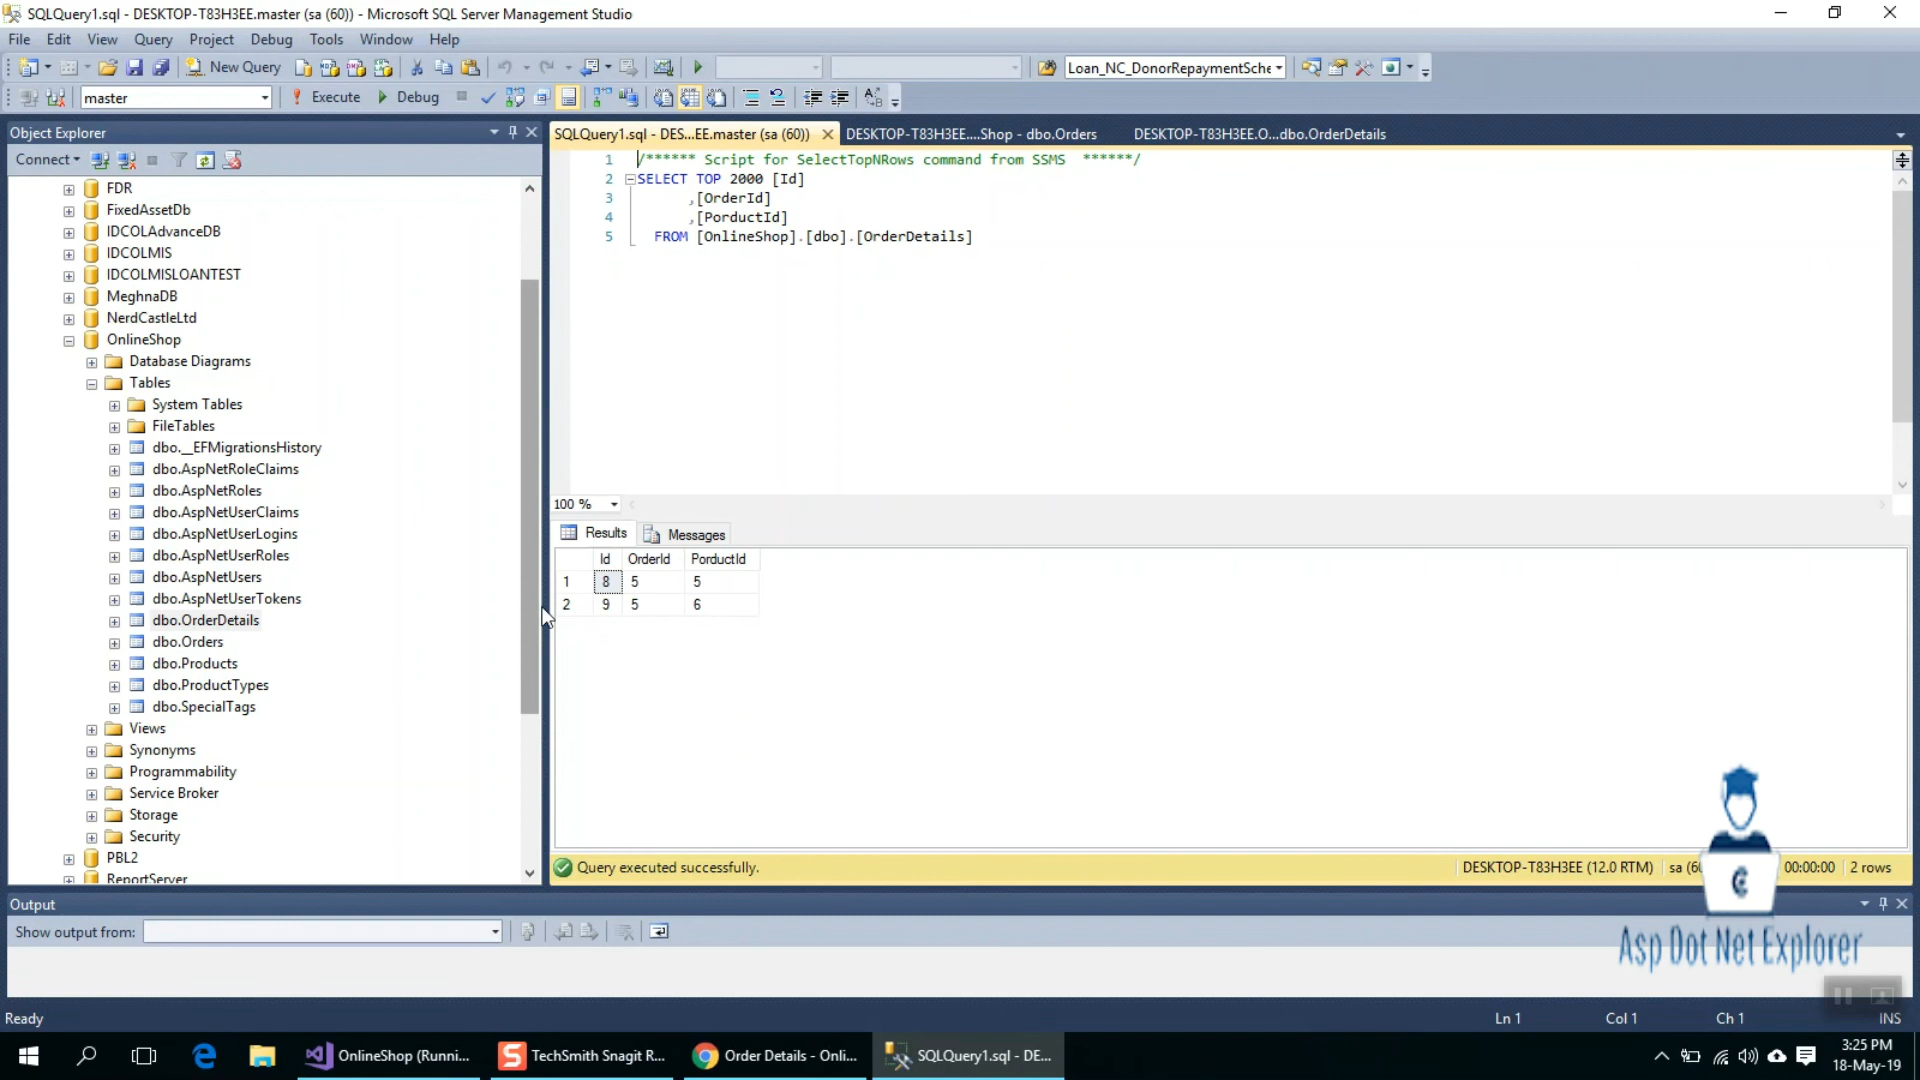 SQLQuery1.sql - DESKTOP-T83H3EE.master (sa (60)) - Microsoft SQL Server Management Studio
File Edit View Query Project Debug Tools Window Help
New Query
Loan_NC_DonorRepaymentSche
master
Execute
Debug
Object Explorer
SQLQuery1.sql - DES...EE.master (sa (60))
DESKTOP-T83H3EE....Shop - dbo.Orders
DESKTOP-T83H3EE.O...dbo.OrderDetails
Connect
1 /****** Script for SelectTopNRows command from SSMS ******/
2 SELECT TOP 2000 [Id]
3 ,[OrderId]
4 ,[PorductId]
5 FROM [OnlineShop].[dbo].[OrderDetails]
FDR
FixedAssetDb
IDCOLAdvanceDB
IDCOLMIS
IDCOLMISLOANTEST
MeghnaDB
NerdCastleLtd
OnlineShop
Database Diagrams
Tables
System Tables
FileTables
dbo.__EFMigrationsHistory
dbo.AspNetRoleClaims
dbo.AspNetRoles
dbo.AspNetUserClaims
dbo.AspNetUserLogins
dbo.AspNetUserRoles
dbo.AspNetUsers
dbo.AspNetUserTokens
dbo.OrderDetails
dbo.Orders
dbo.Products
dbo.ProductTypes
dbo.SpecialTags
Views
Synonyms
Programmability
Service Broker
Storage
Security
PBL2
ReportServer
100 %
Results
Messages
Id OrderId PorductId
1 8 5 5
2 9 5 6
Query executed successfully.
DESKTOP-T83H3EE (12.0 RTM)
sa (60
00:00:00
2 rows
Output
Show output from:
Asp Dot Net Explorer
Ready
Ln 1
Col 1
Ch 1
INS
OnlineShop (Runni...
TechSmith Snagit R...
Order Details - Onli...
SQLQuery1.sql - DE...
3:25 PM
18-May-19